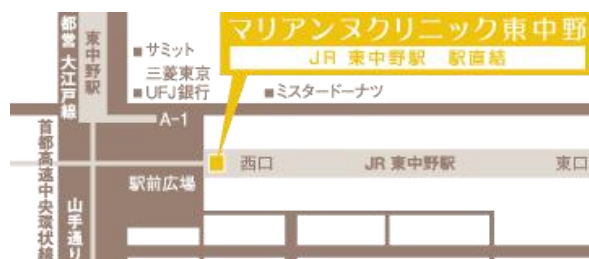 マリアンヌクリニック東中野
JR 東中野駅 駅直結
都営 大江戸線
東中野駅
■サミット
三菱東京
■UFJ銀行
■ミスタードーナツ
A-1
首都高速中央環状線
山手通り
駅前広場
西口
JR 東中野駅
東口